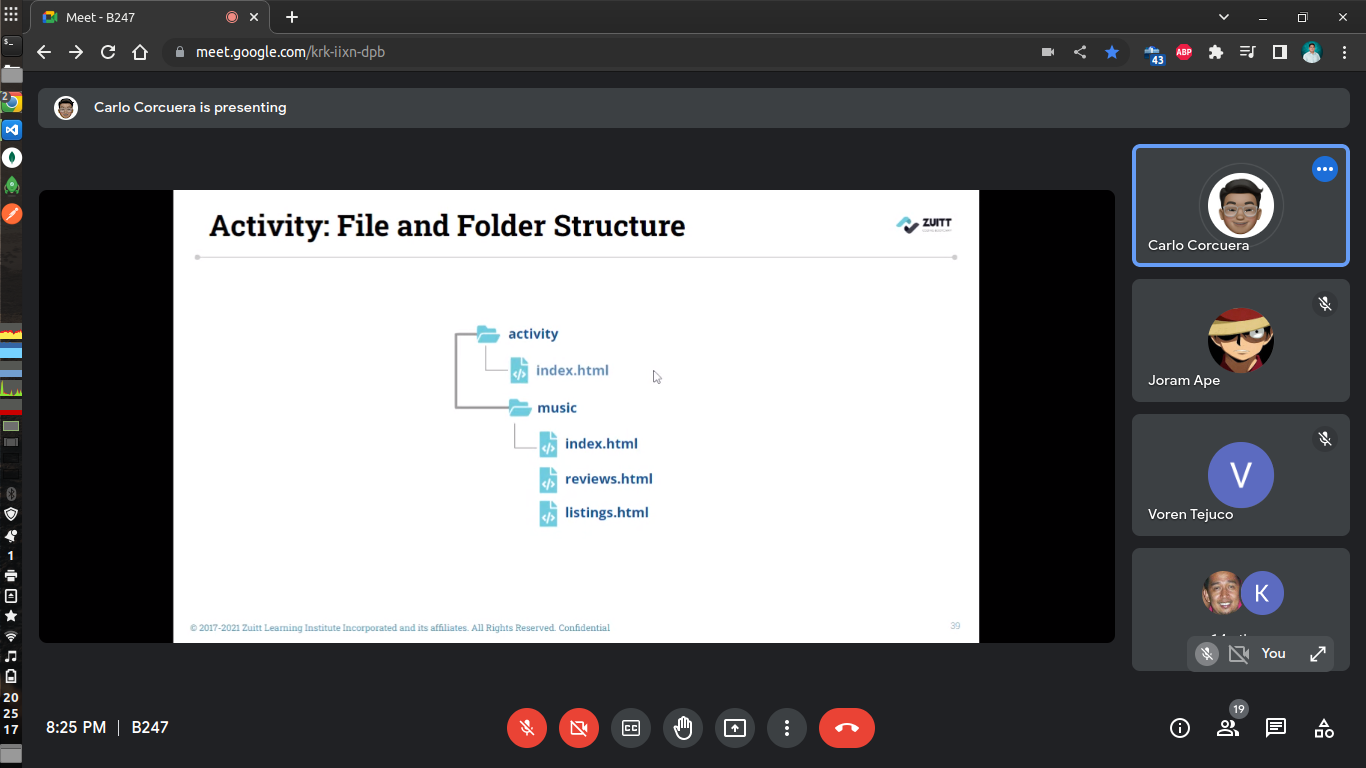 Meet - B247
meet.google.com/krk-iixn-dpb
ABP
43
2
Carlo Corcuera is presenting
Activity: File and Folder Structure
ZUITT
activity
index.html
music
index.html
reviews.html
listings.html
© 2017-2021 Zuitt Learning Institute Incorporated and its affiliates. All Rights Reserved. Confidential
39
Carlo Corcuera
Joram Ape
V
Voren Tejuco
K
You
1
20
25
17
8:25 PM | B247
CC
19